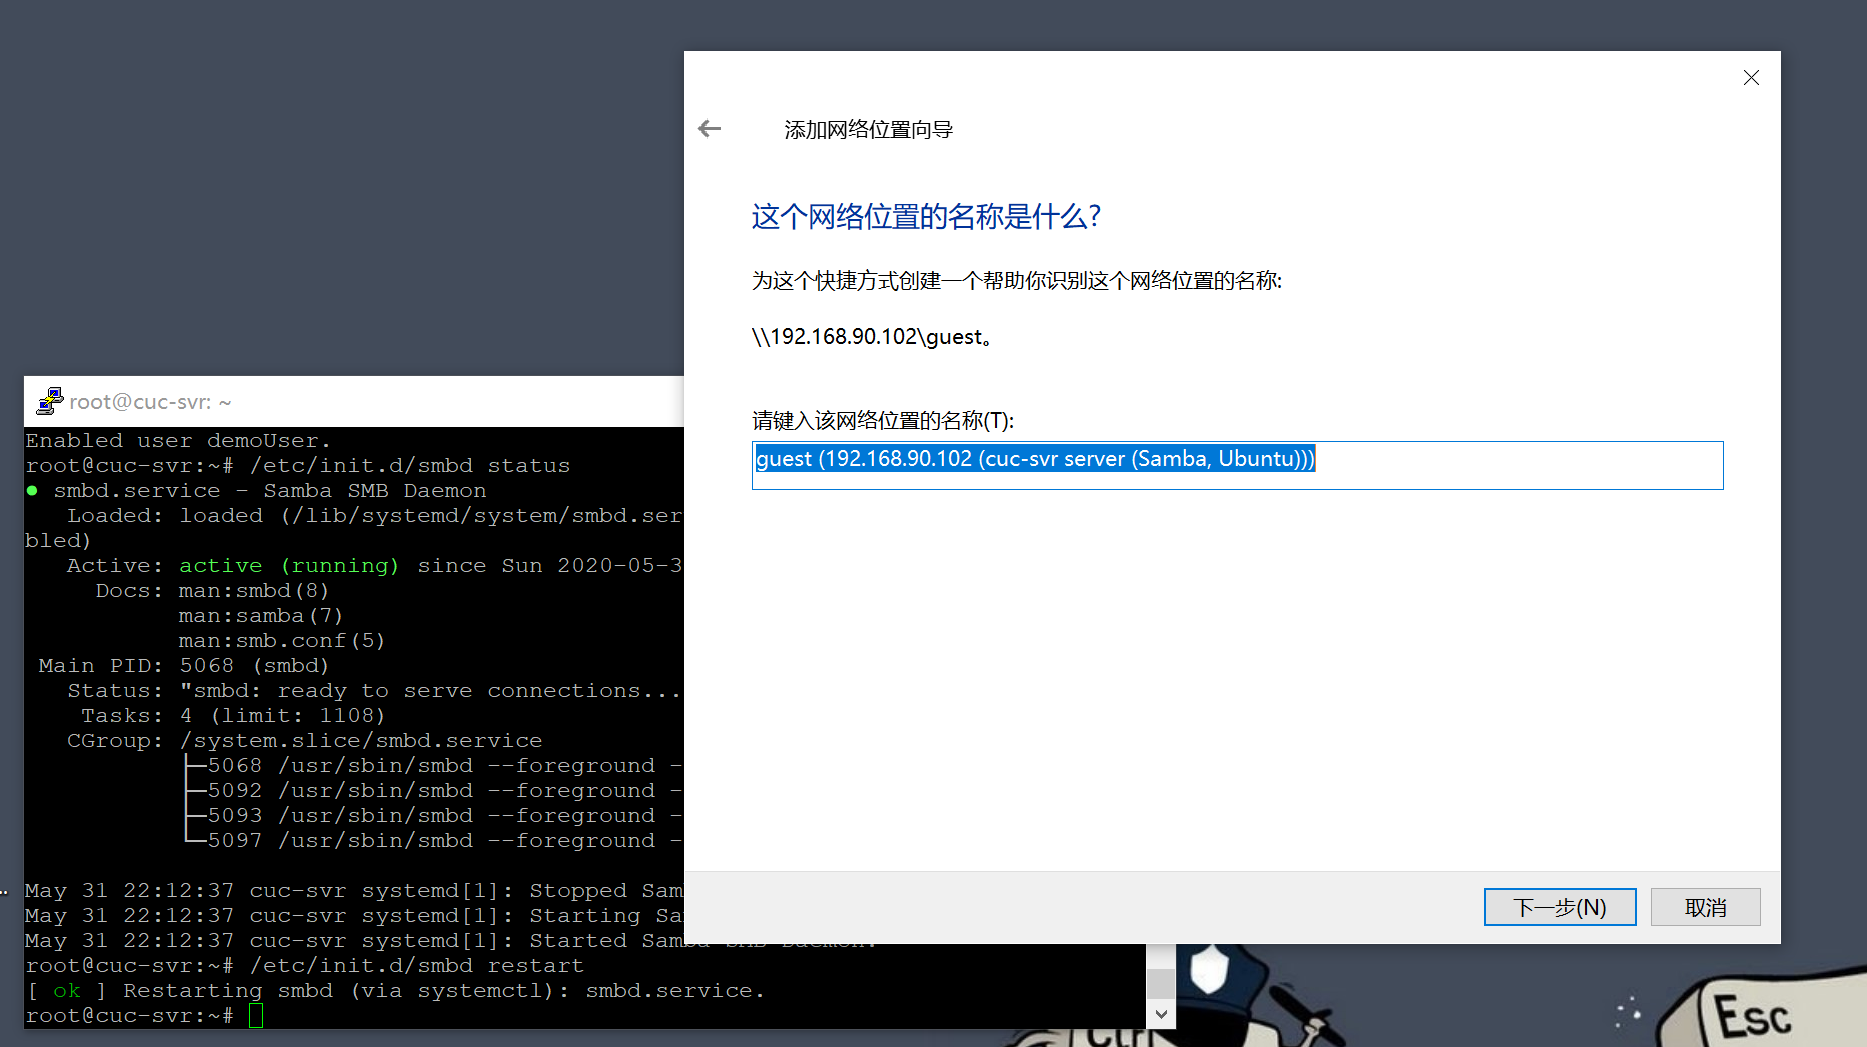 添加网络位置向导
这个网络位置的名称是什么?
为这个快捷方式创建一个帮助你识别这个网络位置的名称:
\\192.168.90.102\guest。
请键入该网络位置的名称(T):
guest (192.168.90.102 (cuc-svr server (Samba, Ubuntu)))
下一步(N)
取消
root@cuc-svr: ~
Enabled user demoUser.
root@cuc-svr:~# /etc/init.d/smbd status
● smbd.service - Samba SMB Daemon
Loaded: loaded (/lib/systemd/system/smbd.ser
bled)
Active: active (running) since Sun 2020-05-3
Docs: man:smbd(8)
man:samba(7)
man:smb.conf(5)
Main PID: 5068 (smbd)
Status: "smbd: ready to serve connections...
Tasks: 4 (limit: 1108)
CGroup: /system.slice/smbd.service
├─5068 /usr/sbin/smbd --foreground -
├─5092 /usr/sbin/smbd --foreground -
├─5093 /usr/sbin/smbd --foreground -
└─5097 /usr/sbin/smbd --foreground -
May 31 22:12:37 cuc-svr systemd[1]: Stopped Sam
May 31 22:12:37 cuc-svr systemd[1]: Starting Sa
May 31 22:12:37 cuc-svr systemd[1]: Started Samba SMB Daemon.
root@cuc-svr:~# /etc/init.d/smbd restart
[ ok ] Restarting smbd (via systemctl): smbd.service.
root@cuc-svr:~#
Ctrl
Esc